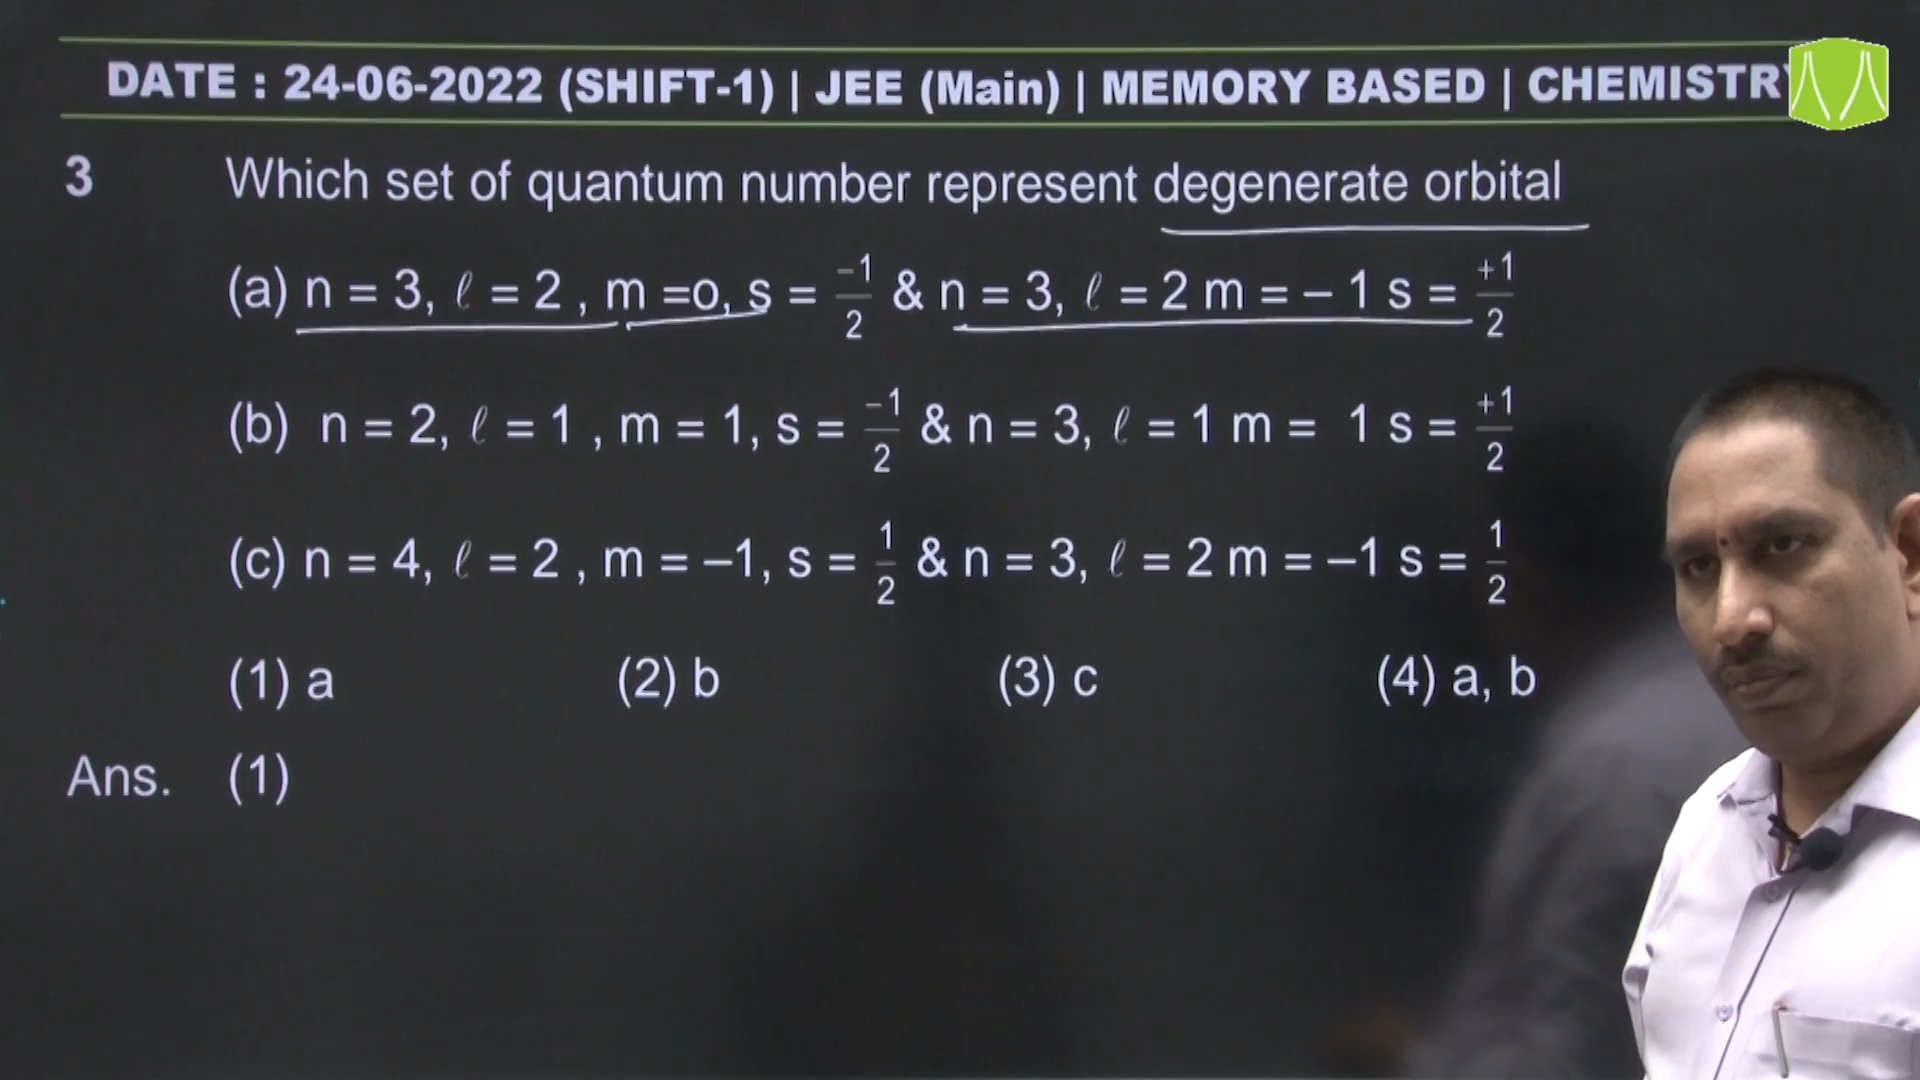 DATE : 24-06-2022 (SHIFT-1) | JEE (Main) | MEMORY BASED | CHEMISTRY
3 Which set of quantum number represent degenerate orbital
(a) n = 3, ℓ = 2 , m =o, s = -1/2 & n = 3, ℓ = 2 m = – 1 s = +1/2
(b) n = 2, ℓ = 1 , m = 1, s = -1/2 & n = 3, ℓ = 1 m = 1 s = +1/2
(c) n = 4, ℓ = 2 , m = –1, s = 1/2 & n = 3, ℓ = 2 m = –1 s = 1/2
(1) a (2) b (3) c (4) a, b
Ans. (1)